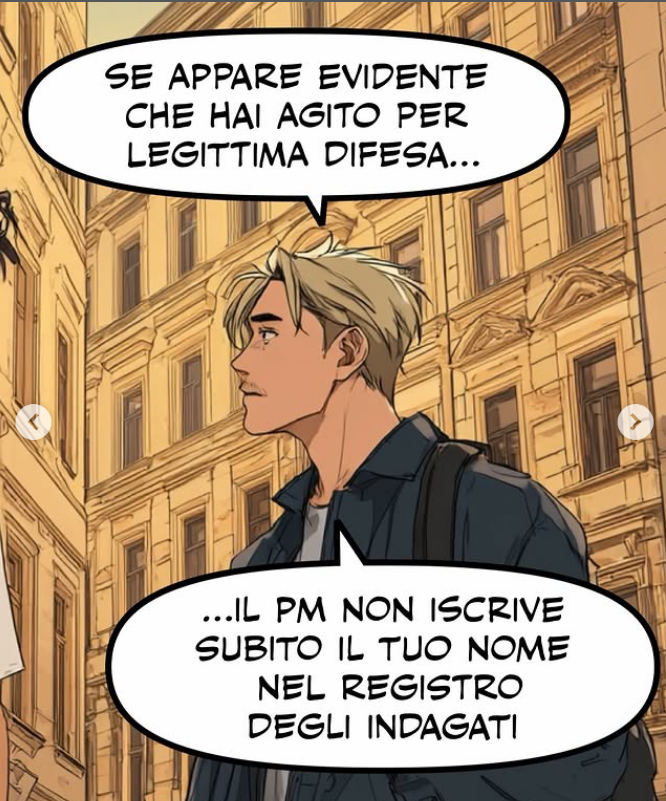 SE APPARE EVIDENTE
CHE HAI AGITO PER
LEGITTIMA DIFESA...
...IL PM NON ISCRIVE
SUBITO IL TUO NOME
NEL REGISTRO
DEGLI INDAGATI